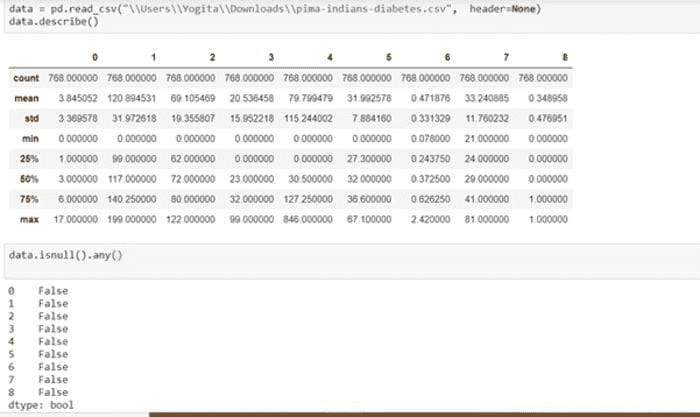 data = pd.read_csv("\\Users\\Yogita\\Downloads\\pima-indians-diabetes.csv", header=None)
data.describe()
0 1 2 3 4 5 6 7 8
count 768.000000 768.000000 768.000000 768.000000 768.000000 768.000000 768.000000 768.000000 768.000000
mean 3.845052 120.894531 69.105469 20.536458 79.799479 31.992578 0.471876 33.240885 0.348958
std 3.369578 31.972618 19.355807 15.952218 115.244002 7.884160 0.331329 11.760232 0.476951
min 0.000000 0.000000 0.000000 0.000000 0.000000 0.000000 0.078000 21.000000 0.000000
25% 1.000000 99.000000 62.000000 0.000000 0.000000 27.300000 0.243750 24.000000 0.000000
50% 3.000000 117.000000 72.000000 23.000000 30.500000 32.000000 0.372500 29.000000 0.000000
75% 6.000000 140.250000 80.000000 32.000000 127.250000 36.600000 0.626250 41.000000 1.000000
max 17.000000 199.000000 122.000000 99.000000 846.000000 67.100000 2.420000 81.000000 1.000000
data.isnull().any()
0 False
1 False
2 False
3 False
4 False
5 False
6 False
7 False
8 False
dtype: bool